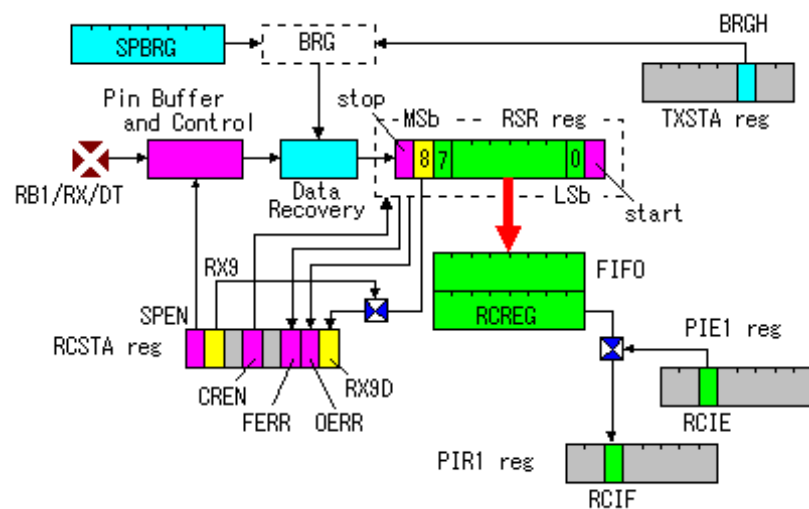 BRGH
SPBRG
BRG
TXSTA reg
Pin Buffer
and Control
stop
MSb
RSR reg
8 7 0
RB1/RX/DT
Data
Recovery
LSb
start
RX9
FIFO
SPEN
RCREG
RCSTA reg
PIE1 reg
CREN
RX9D
FERR
OERR
RCIE
PIR1 reg
RCIF